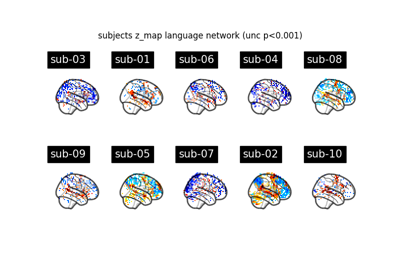 subjects z_map language network (unc p<0.001)
sub-03 sub-01 sub-06 sub-04 sub-08
sub-09 sub-05 sub-07 sub-02 sub-10